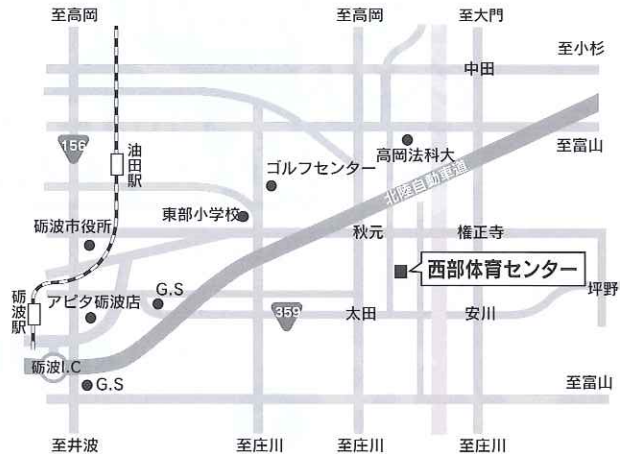 至高岡
至高岡
至大門
至小杉
中田
156
油田駅
高岡法科大
至富山
ゴルフセンター
北陸自動車道
東部小学校
砺波市役所
秋元
権正寺
西部体育センター
坪野
砺波駅
アピタ砺波店
G.S
359
太田
安川
砺波I.C
G.S
至富山
至井波
至庄川
至庄川
至庄川